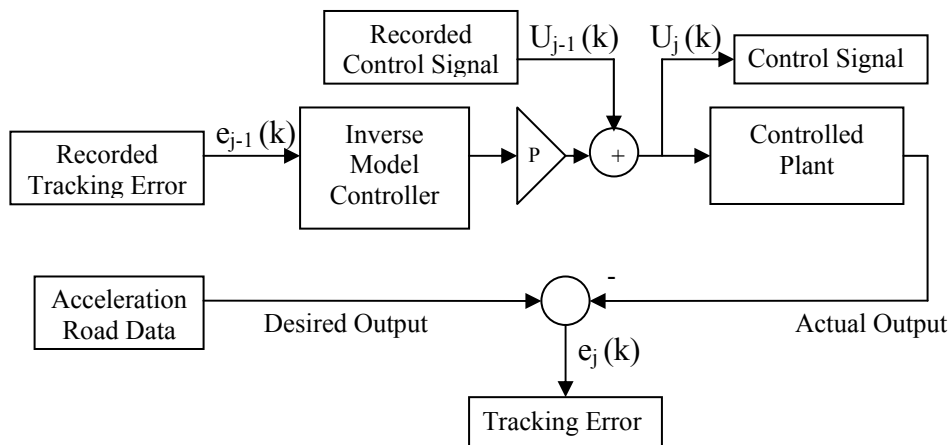 Recorded
Control Signal
U_{j-1} (k)
U_j (k)
Control Signal
e_{j-1} (k)
Recorded
Tracking Error
Inverse
Model
Controller
P
+
Controlled
Plant
Acceleration
Road Data
Desired Output
-
Actual Output
e_j (k)
Tracking Error